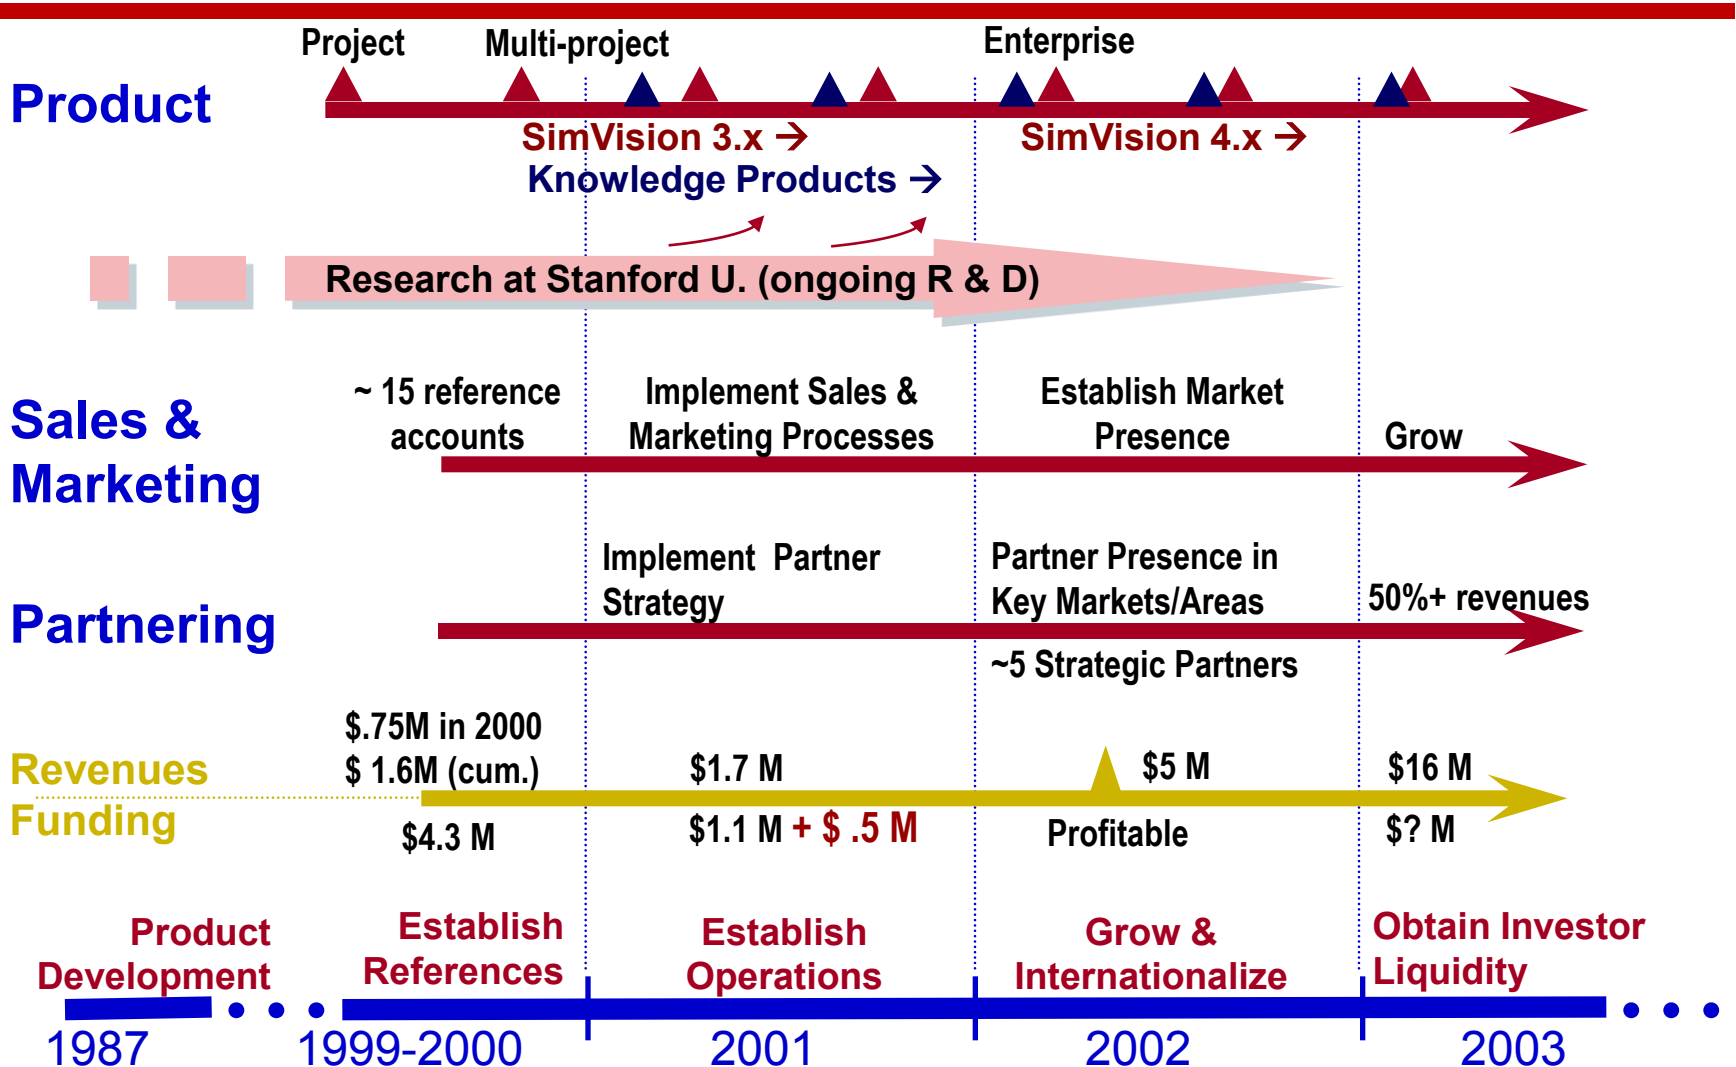 Project
Multi-project
Enterprise
Product
SimVision 3.x →
SimVision 4.x →
Knowledge Products →
Research at Stanford U. (ongoing R & D)
Sales &
Marketing
~ 15 reference
accounts
Implement Sales &
Marketing Processes
Establish Market
Presence
Grow
Partnering
Implement  Partner
Strategy
Partner Presence in
Key Markets/Areas
~5 Strategic Partners
50%+ revenues
Revenues
Funding
$.75M in 2000
$ 1.6M (cum.)
$4.3 M
$1.7 M
$1.1 M + $ .5 M
$5 M
Profitable
$16 M
$? M
Product
Development
Establish
References
Establish
Operations
Grow &
Internationalize
Obtain Investor
Liquidity
1987
1999-2000
2001
2002
2003